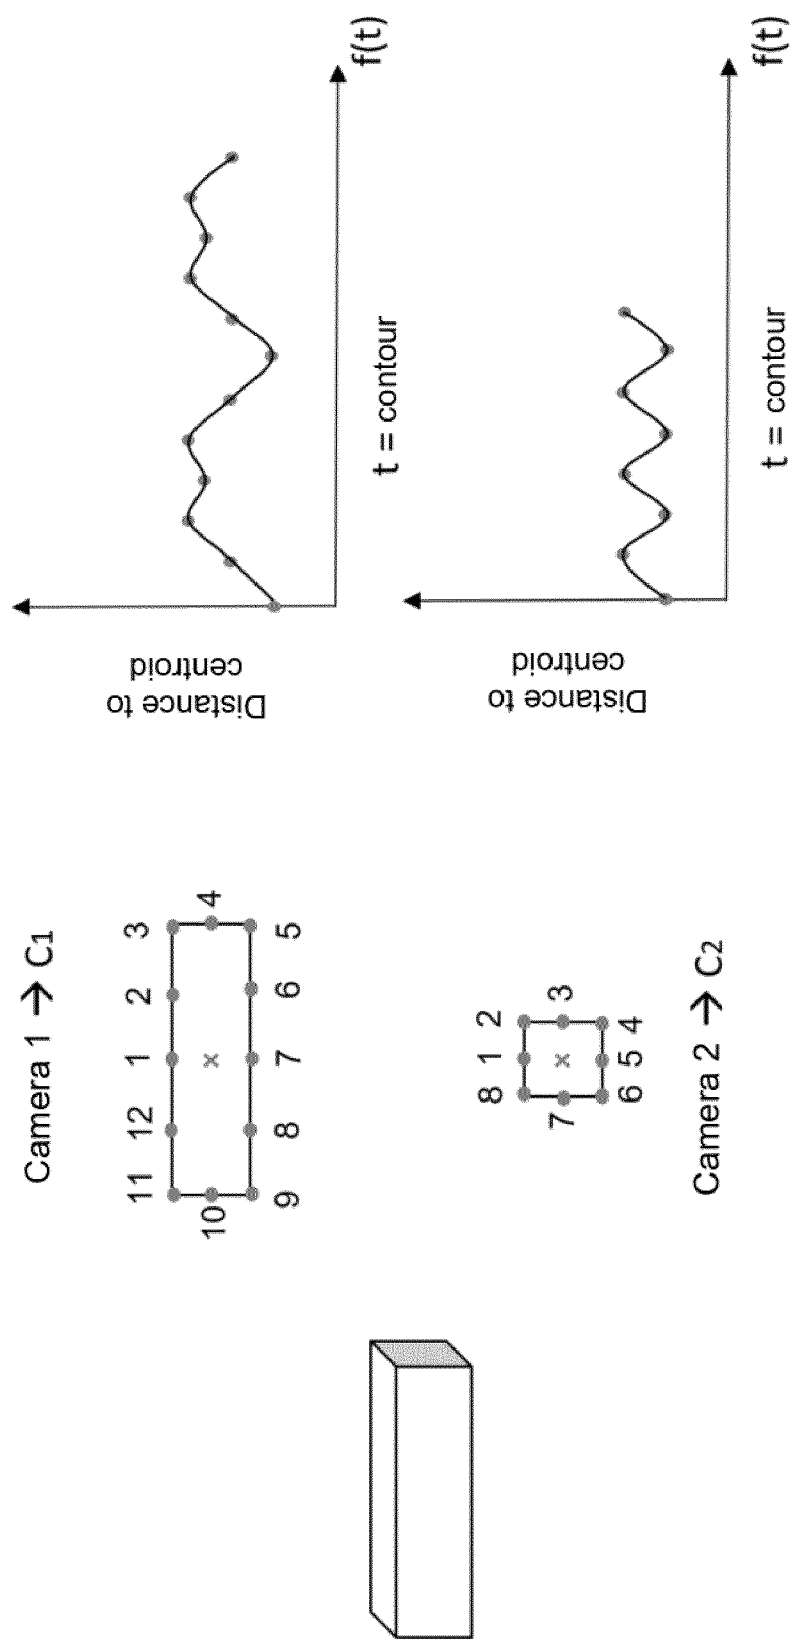 Camera 1 → C1
11 12 1 2 3
10 4
9 8 7 6 5
Distance to
centroid
t = contour
f(t)
8 1 2
7 3
6 5 4
Camera 2 → C2
Distance to
centroid
t = contour
f(t)